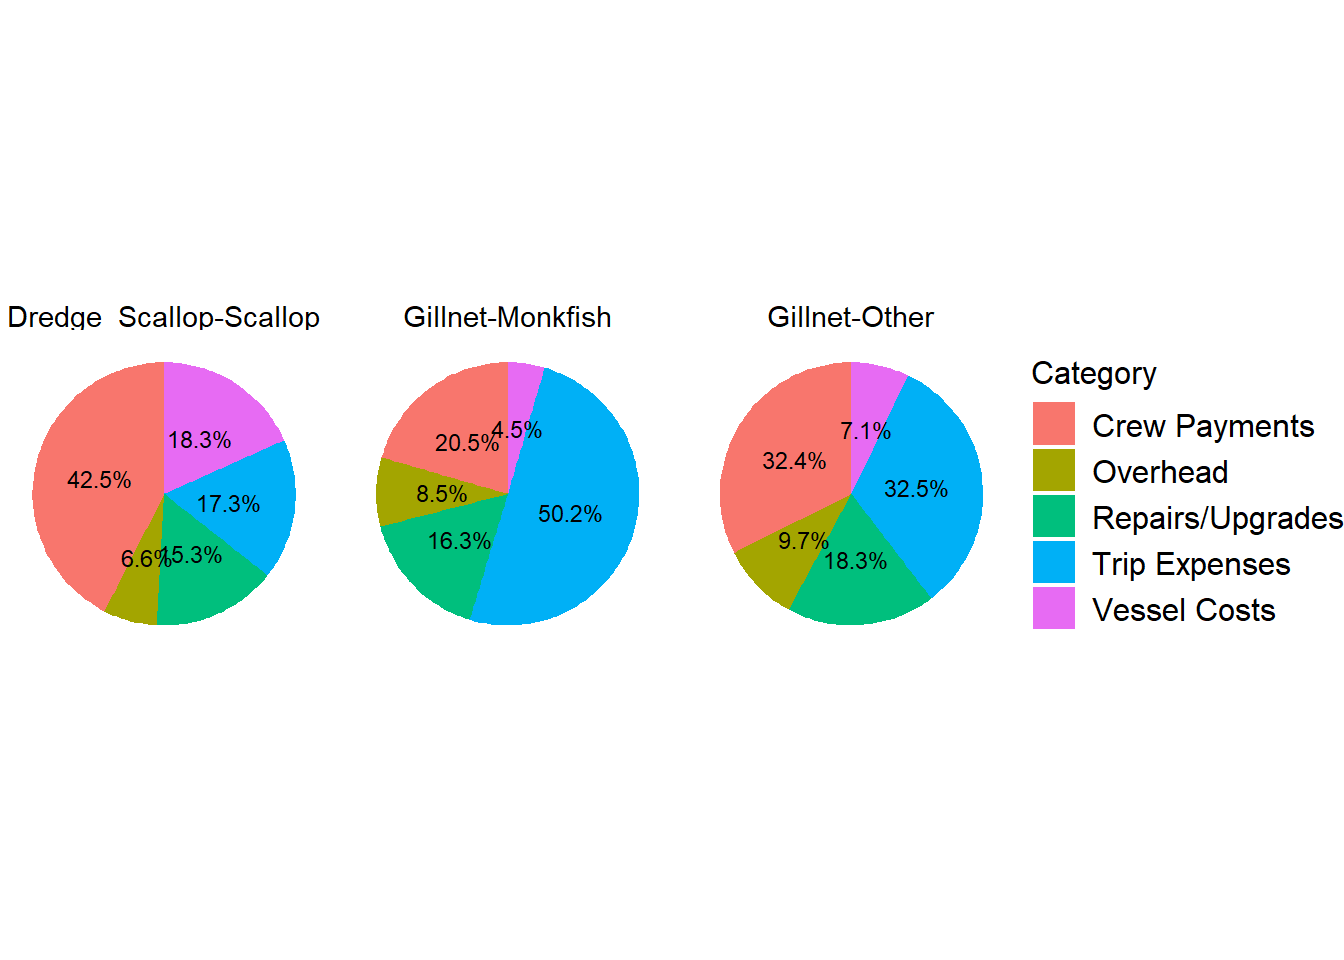 Dredge Scallop-Scallop
Gillnet-Monkfish
Gillnet-Other
18.3%
42.5%
17.3%
6.6%
15.3%
4.5%
20.5%
8.5%
50.2%
16.3%
7.1%
32.4%
32.5%
9.7%
18.3%
Category
Crew Payments
Overhead
Repairs/Upgrades
Trip Expenses
Vessel Costs